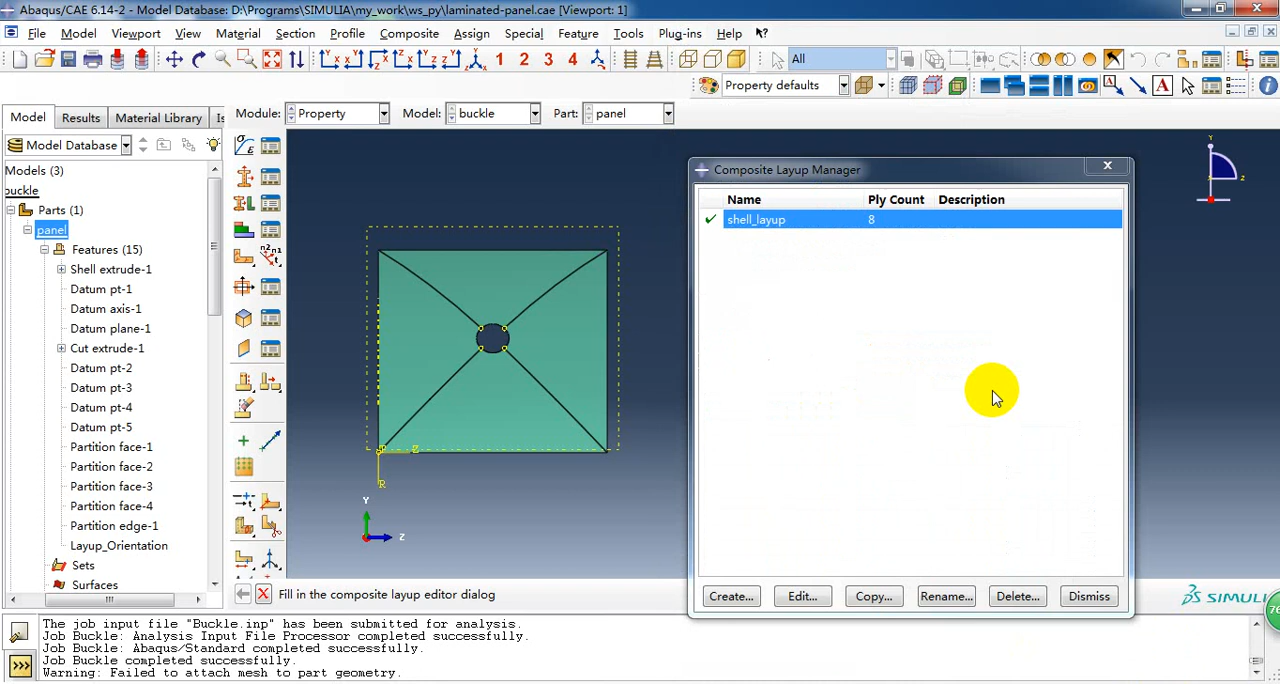 Abaqus/CAE 6.14-2 - Model Database: D:\Programs\SIMULIA\my_work\ws_py\laminated-panel.cae [Viewport: 1]
File Model Viewport View Material Section Profile Composite Assign Special Feature Tools Plug-ins Help
1 2 3 4 All
Property defaults A
Model Results Material Library Module: Property Model: buckle Part: panel
Model Database
Models (3)
buckle
Parts (1)
panel
Features (15)
Shell extrude-1
Datum pt-1
Datum axis-1
Datum plane-1
Cut extrude-1
Datum pt-2
Datum pt-3
Datum pt-4
Datum pt-5
Partition face-1
Partition face-2
Partition face-3
Partition face-4
Partition edge-1
Layup_Orientation
Sets
Surfaces
Y
Z
Z
R
Y
Z
Composite Layup Manager
Name Ply Count Description
shell_layup 8
Create... Edit... Copy... Rename... Delete... Dismiss
Fill in the composite layup editor dialog
SIMULI
76
The job input file "Buckle.inp" has been submitted for analysis.
Job Buckle: Analysis Input File Processor completed successfully.
Job Buckle: Abaqus/Standard completed successfully.
Job Buckle completed successfully.
Warning: Failed to attach mesh to part geometry.